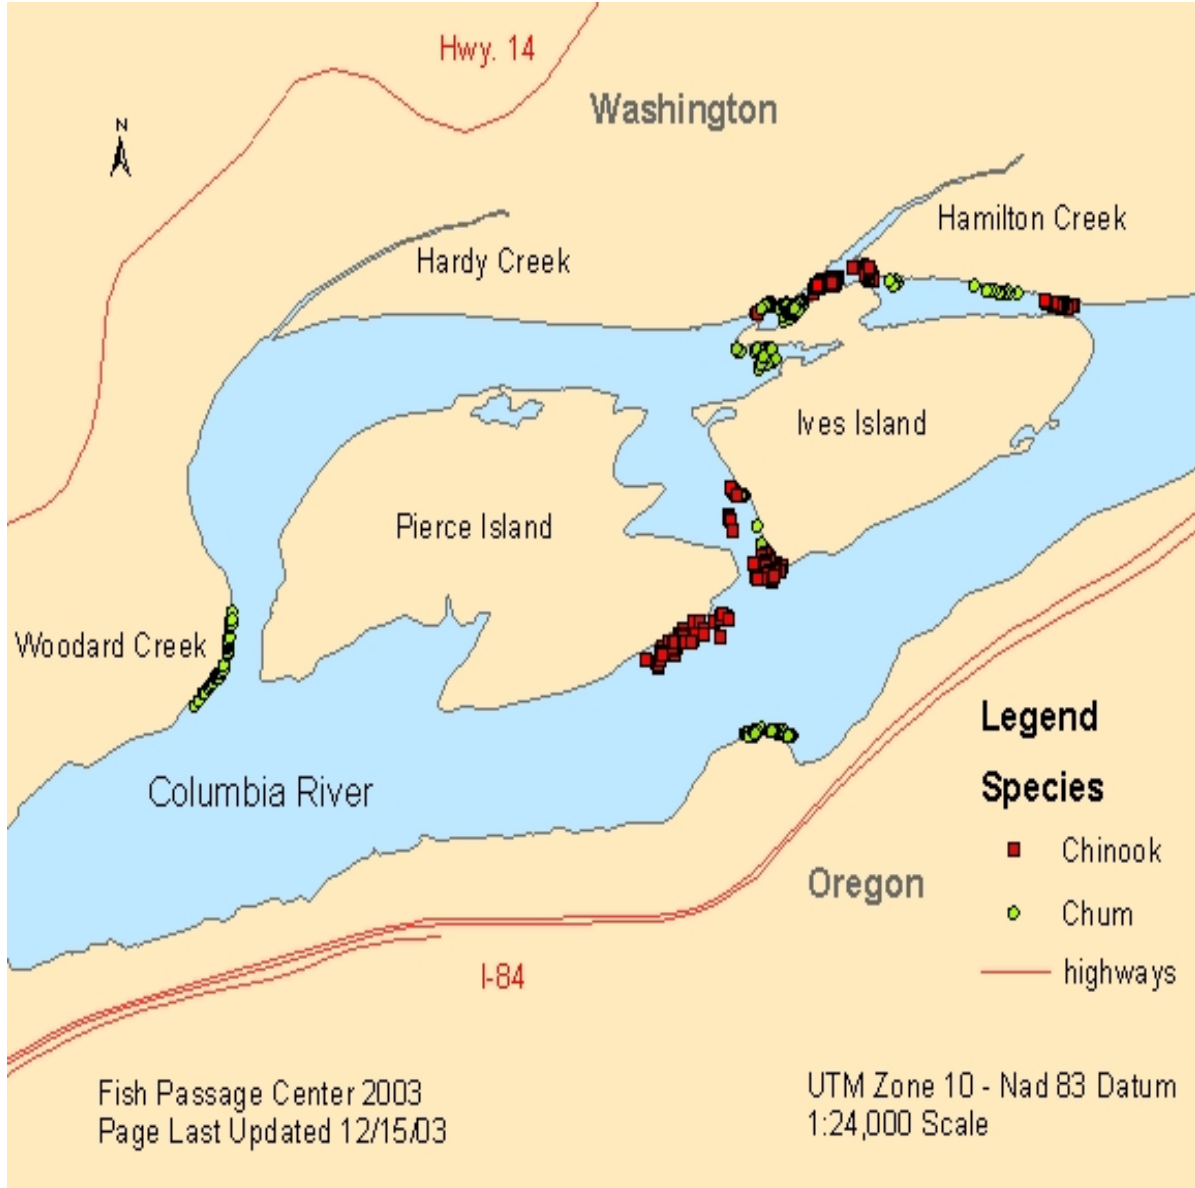 Hwy. 14
Washington
N
Hamilton Creek
Hardy Creek
Ives Island
Pierce Island
Woodard Creek
Columbia River
Legend
Species
Chinook
Chum
highways
Oregon
I-84
Fish Passage Center 2003
Page Last Updated 12/15/03
UTM Zone 10 - Nad 83 Datum
1:24,000 Scale